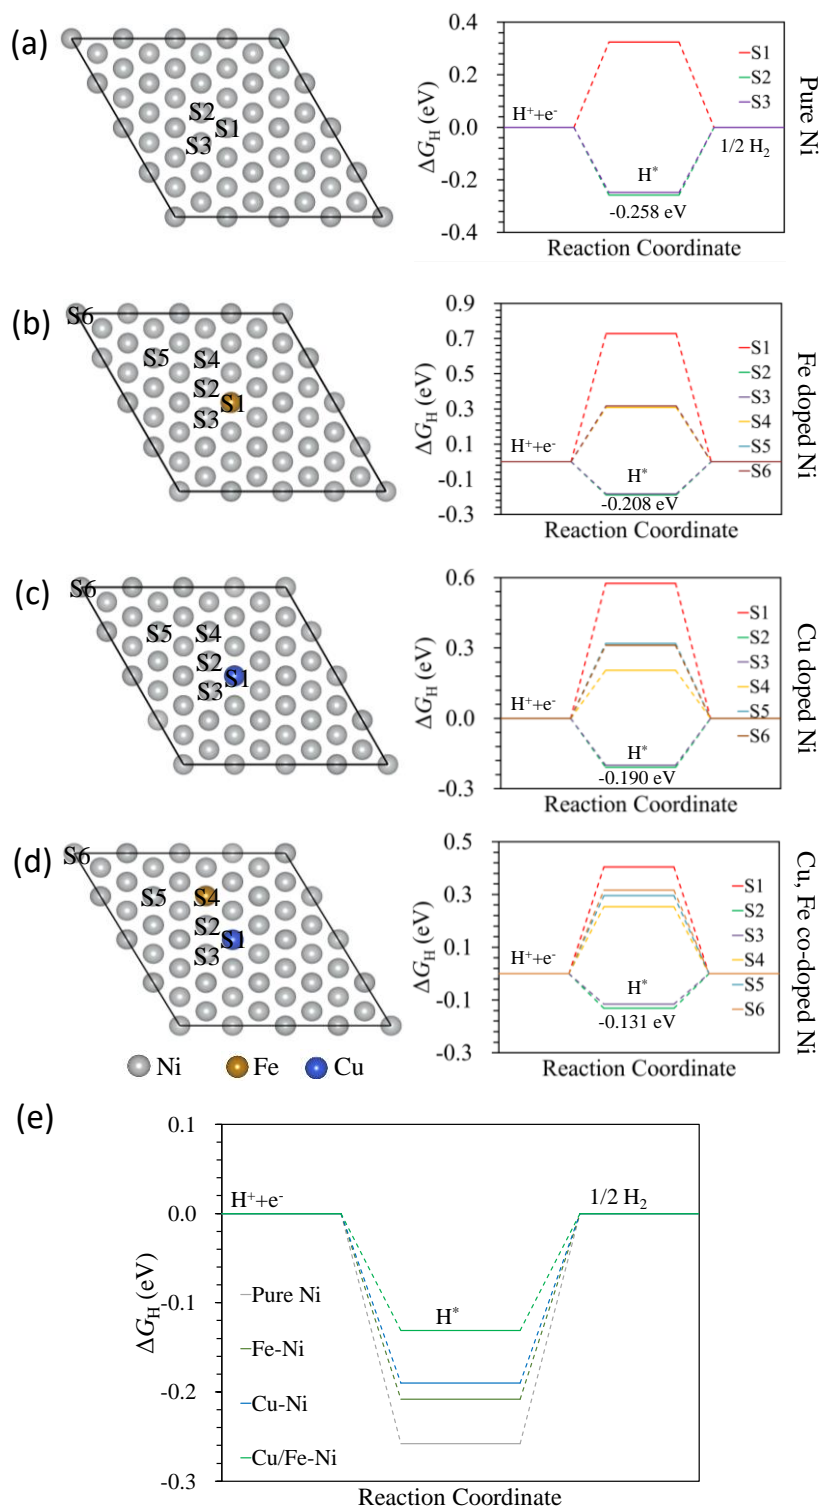 (a)
S2
S1
S3
0.4
0.2
0.0
-0.2
-0.4
ΔG_H (eV)
H⁺+e⁻
H*
-0.258 eV
1/2 H₂
S1
S2
S3
Reaction Coordinate
Pure Ni
(b)
S6
S5
S4
S2
S1
S3
0.9
0.7
0.5
0.3
0.1
-0.1
-0.3
ΔG_H (eV)
H⁺+e⁻
H*
-0.208 eV
S1
S2
S3
S4
S5
S6
Reaction Coordinate
Fe doped Ni
(c)
S6
S5
S4
S2
S1
S3
0.6
0.3
0.0
-0.3
ΔG_H (eV)
H⁺+e⁻
H*
-0.190 eV
S1
S2
S3
S4
S5
S6
Reaction Coordinate
Cu doped Ni
(d)
S6
S5
S4
S2
S1
S3
Ni
Fe
Cu
0.5
0.3
0.1
-0.1
-0.3
ΔG_H (eV)
H⁺+e⁻
H*
-0.131 eV
S1
S2
S3
S4
S5
S6
Reaction Coordinate
Cu, Fe co-doped Ni
(e)
0.1
0.0
-0.1
-0.2
-0.3
ΔG_H (eV)
H⁺+e⁻
1/2 H₂
H*
Pure Ni
Fe-Ni
Cu-Ni
Cu/Fe-Ni
Reaction Coordinate